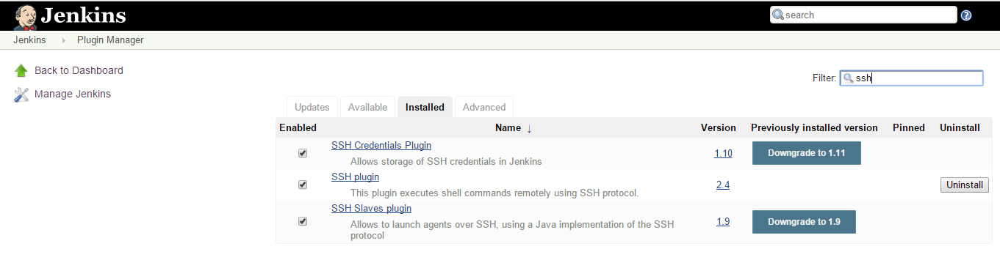 Jenkins
search
Jenkins Plugin Manager
Back to Dashboard
Manage Jenkins
Filter: ssh
Updates Available Installed Advanced
Enabled Name ↓ Version Previously installed version Pinned Uninstall
SSH Credentials Plugin
Allows storage of SSH credentials in Jenkins
1.10 Downgrade to 1.11
SSH plugin
This plugin executes shell commands remotely using SSH protocol.
2.4 Uninstall
SSH Slaves plugin
Allows to launch agents over SSH, using a Java implementation of the SSH
protocol
1.9 Downgrade to 1.9